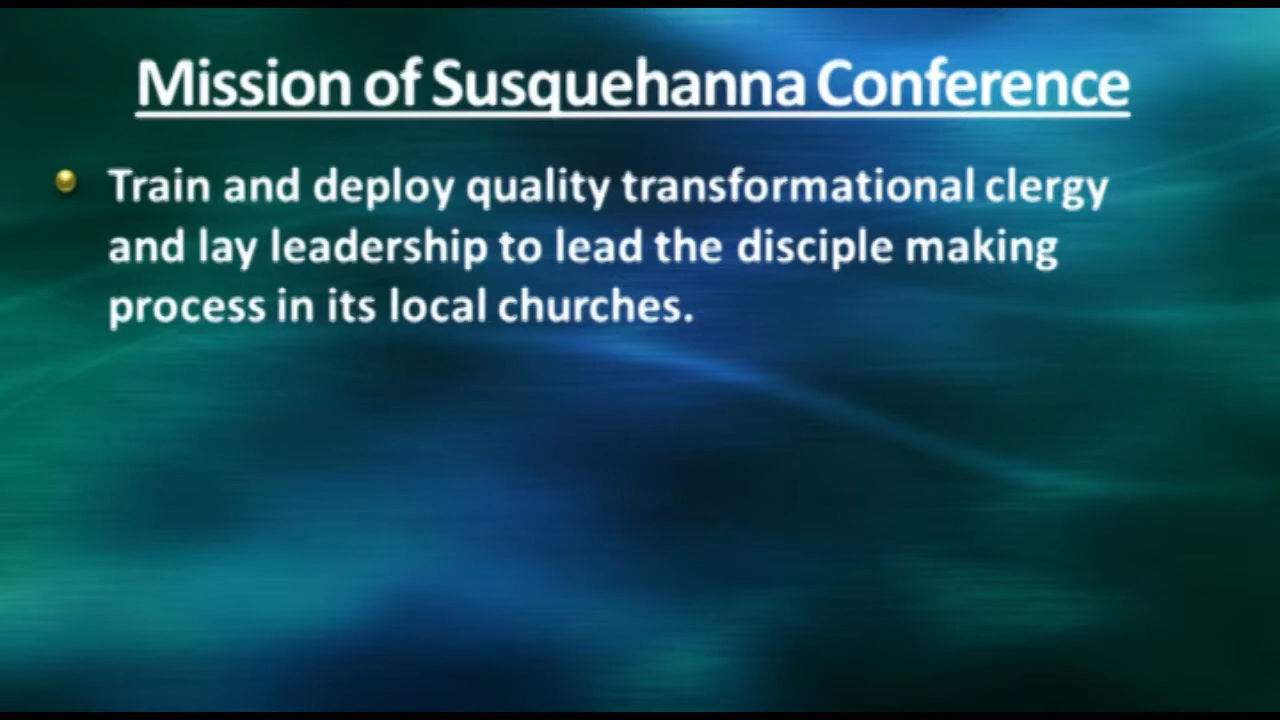 Mission of Susquehanna Conference
Train and deploy quality transformational clergy
and lay leadership to lead the disciple making
process in its local churches.